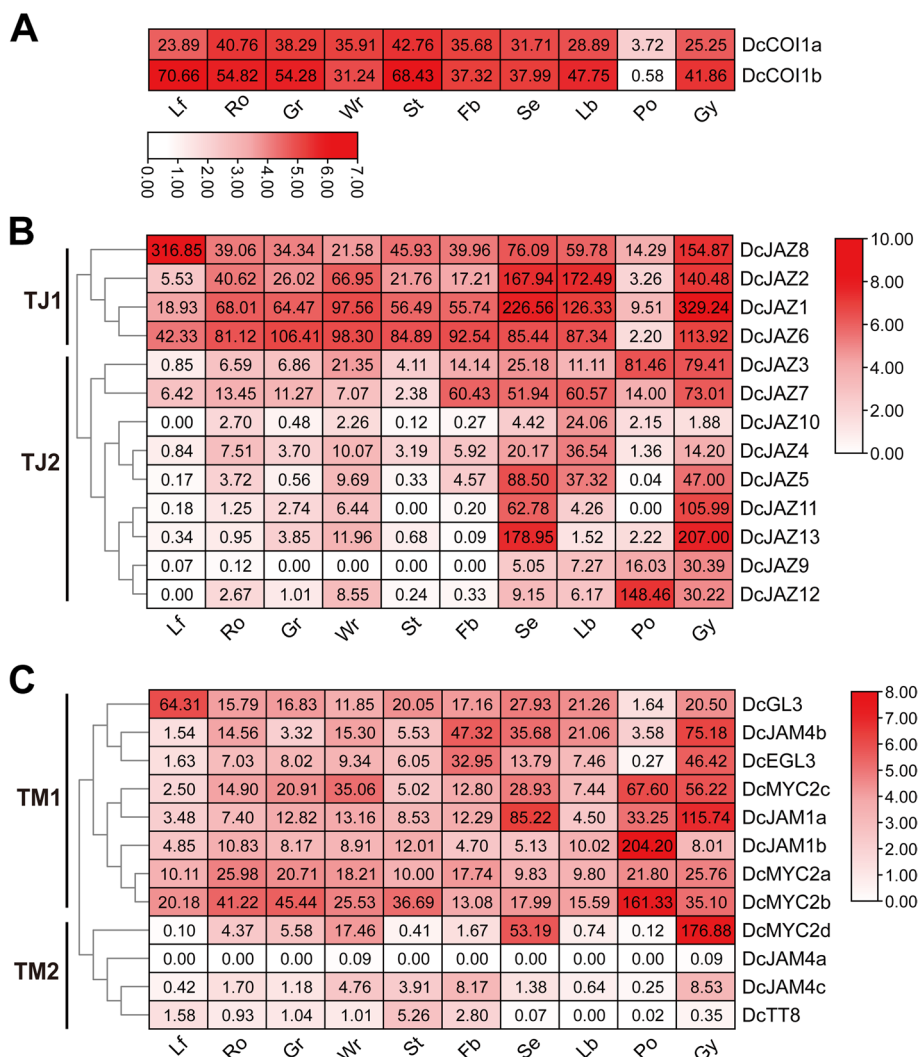 A
23.89 40.76 38.29 35.91 42.76 35.68 31.71 28.89 3.72 25.25 DcCOI1a
70.66 54.82 54.28 31.24 68.43 37.32 37.99 47.75 0.58 41.86 DcCOI1b
Lf Ro Gr Wr St Fb Se Lb Po Gy
0.00 1.00 2.00 3.00 4.00 5.00 6.00 7.00
B
TJ1
TJ2
316.85 39.06 34.34 21.58 45.93 39.96 76.09 59.78 14.29 154.87 DcJAZ8
5.53 40.62 26.02 66.95 21.76 17.21 167.94 172.49 3.26 140.48 DcJAZ2
18.93 68.01 64.47 97.56 56.49 55.74 226.56 126.33 9.51 329.24 DcJAZ1
42.33 81.12 106.41 98.30 84.89 92.54 85.44 87.34 2.20 113.92 DcJAZ6
0.85 6.59 6.86 21.35 4.11 14.14 25.18 11.11 81.46 79.41 DcJAZ3
6.42 13.45 11.27 7.07 2.38 60.43 51.94 60.57 14.00 73.01 DcJAZ7
0.00 2.70 0.48 2.26 0.12 0.27 4.42 24.06 2.15 1.88 DcJAZ10
0.84 7.51 3.70 10.07 3.19 5.92 20.17 36.54 1.36 14.20 DcJAZ4
0.17 3.72 0.56 9.69 0.33 4.57 88.50 37.32 0.04 47.00 DcJAZ5
0.18 1.25 2.74 6.44 0.00 0.20 62.78 4.26 0.00 105.99 DcJAZ11
0.34 0.95 3.85 11.96 0.68 0.09 178.95 1.52 2.22 207.00 DcJAZ13
0.07 0.12 0.00 0.00 0.00 0.00 5.05 7.27 16.03 30.39 DcJAZ9
0.00 2.67 1.01 8.55 0.24 0.33 9.15 6.17 148.46 30.22 DcJAZ12
Lf Ro Gr Wr St Fb Se Lb Po Gy
10.00
8.00
6.00
4.00
2.00
0.00
C
TM1
TM2
64.31 15.79 16.83 11.85 20.05 17.16 27.93 21.26 1.64 20.50 DcGL3
1.54 14.56 3.32 15.30 5.53 47.32 35.68 21.06 3.58 75.18 DcJAM4b
1.63 7.03 8.02 9.34 6.05 32.95 13.79 7.46 0.27 46.42 DcEGL3
2.50 14.90 20.91 35.06 5.02 12.80 28.93 7.44 67.60 56.22 DcMYC2c
3.48 7.40 12.82 13.16 8.53 12.29 85.22 4.50 33.25 115.74 DcJAM1a
4.85 10.83 8.17 8.91 12.01 4.70 5.13 10.02 204.20 8.01 DcJAM1b
10.11 25.98 20.71 18.21 10.00 17.74 9.83 9.80 21.80 25.76 DcMYC2a
20.18 41.22 45.44 25.53 36.69 13.08 17.99 15.59 161.33 35.10 DcMYC2b
0.10 4.37 5.58 17.46 0.41 1.67 53.19 0.74 0.12 176.88 DcMYC2d
0.00 0.00 0.00 0.09 0.00 0.00 0.00 0.00 0.00 0.09 DcJAM4a
0.42 1.70 1.18 4.76 3.91 8.17 1.38 0.64 0.25 8.53 DcJAM4c
1.58 0.93 1.04 1.01 5.26 2.80 0.07 0.00 0.02 0.35 DcTT8
Lf Ro Gr Wr St Fb Se Lb Po Gy
8.00
7.00
6.00
5.00
4.00
3.00
2.00
1.00
0.00